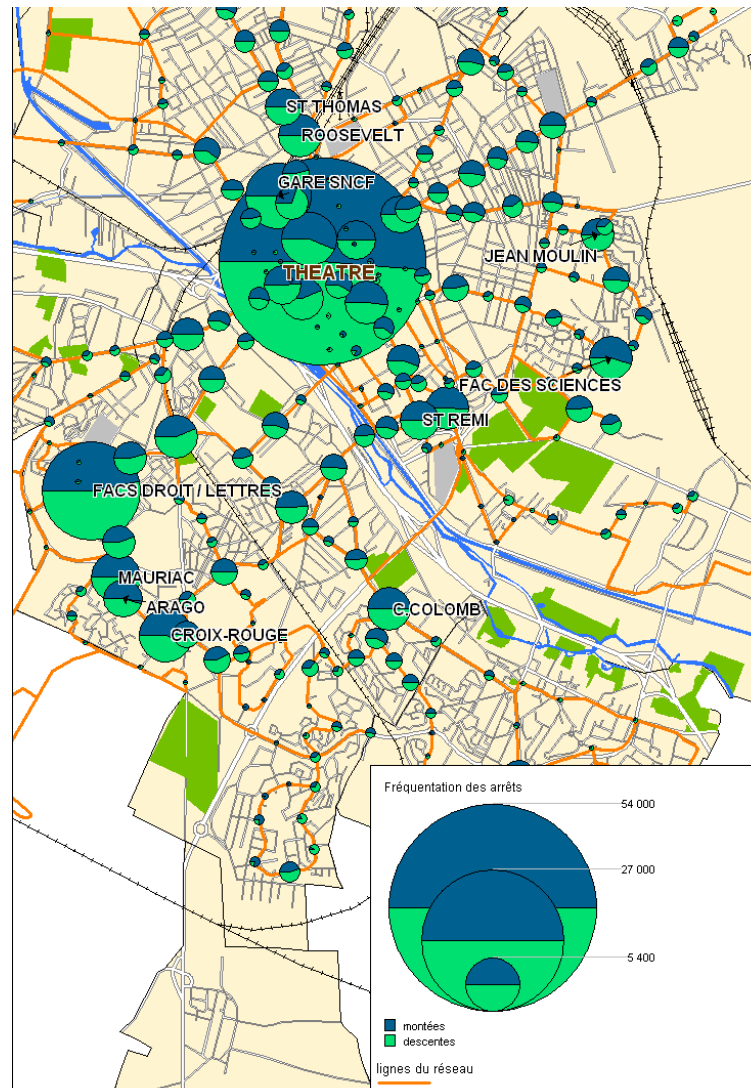 ST THOMAS
ROOSEVELT
GARE SNCF
JEAN MOULIN
THEATRE
FAC DES SCIENCES
ST REMI
FACS DROIT / LETTRES
MAURIAC
ARAGO
C.COLOMB
CROIX-ROUGE
Fréquentation des arrêts
54 000
27 000
5 400
montées
descentes
lignes du réseau